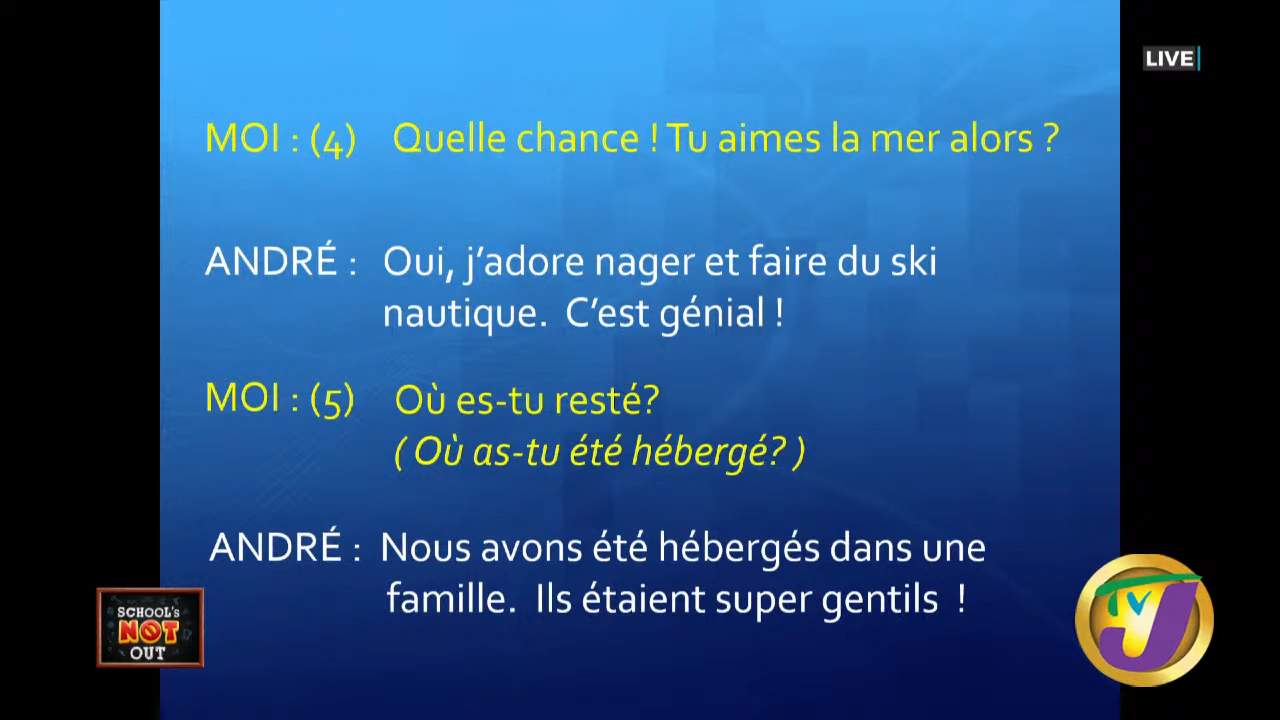 LIVE
MOI : (4) Quelle chance ! Tu aimes la mer alors ?
ANDRÉ : Oui, j’adore nager et faire du ski
nautique. C’est génial !
MOI : (5) Où es-tu resté?
( Où as-tu été hébergé? )
ANDRÉ : Nous avons été hébergés dans une
famille. Ils étaient super gentils !
SCHOOL's
NOT
OUT
TVJ